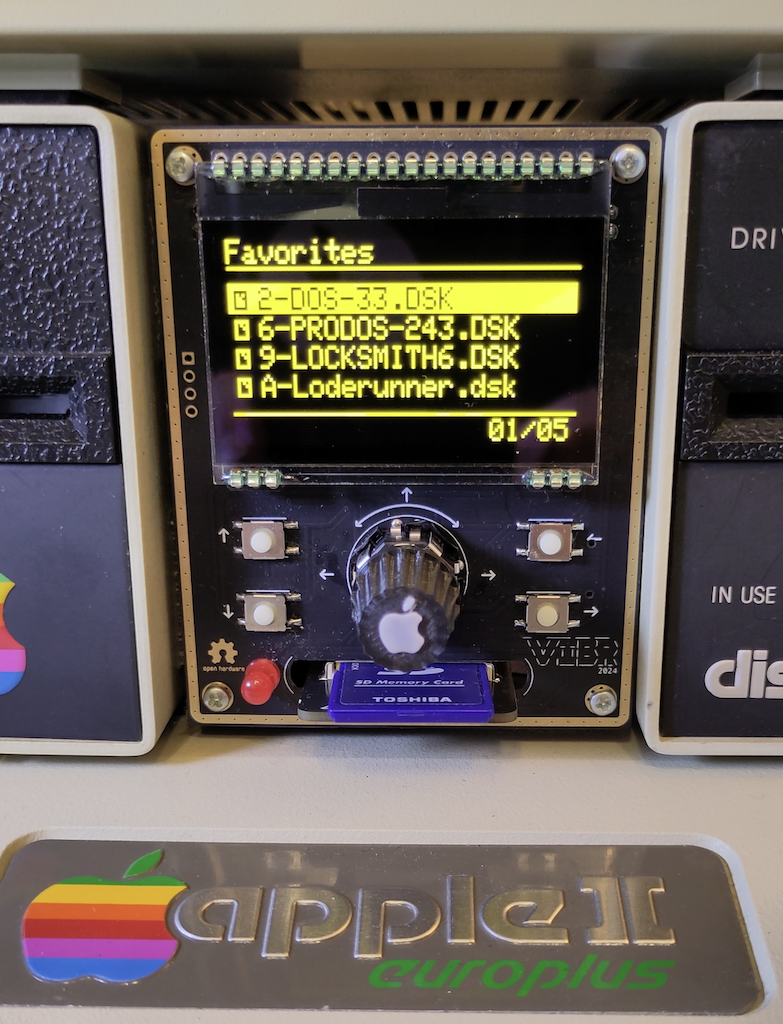 Favorites
2-DOS-33.DSK
6-PRODOS-243.DSK
9-LOCKSMITH6.DSK
A-Loderunner.dsk
01/05
DRIV
↑
↑
←
←
→
↓
→
IN USE
open hardware
VIBR
2024
dis
SD Memory Card
TOSHIBA
apple II
europlus